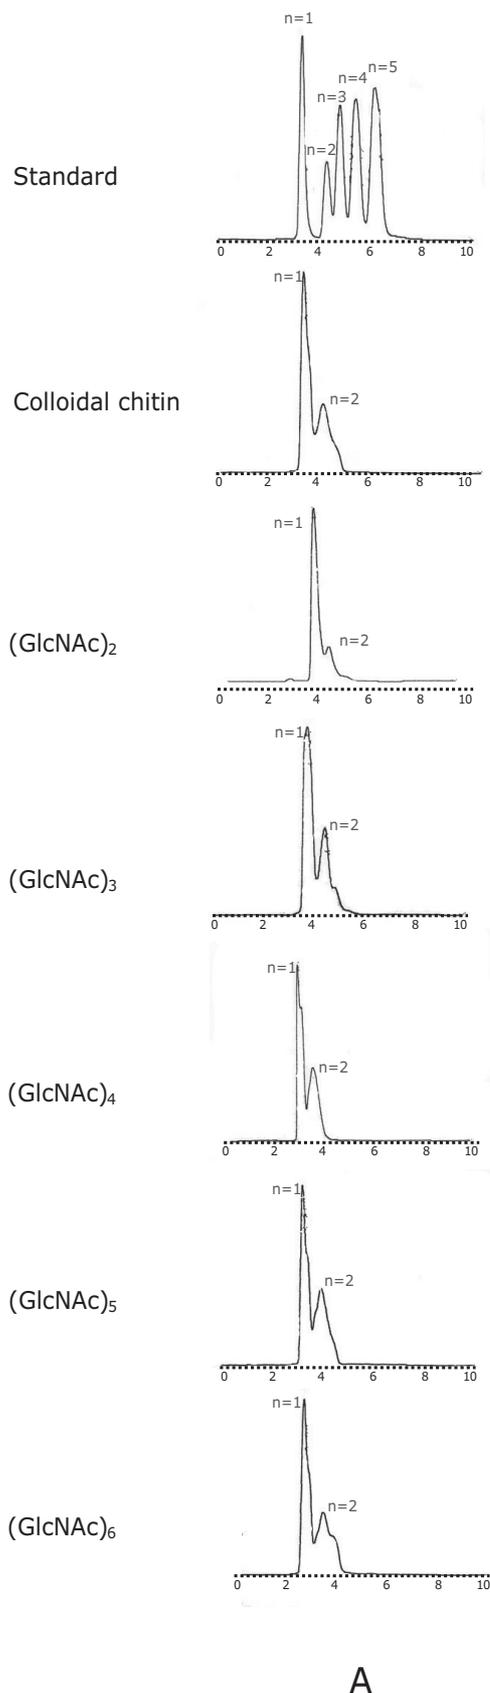 n=1
n=5
n=4
n=3
n=2
Standard
0 2 4 6 8 10
n=1
Colloidal chitin
n=2
0 2 4 6 8 10
n=1
(GlcNAc)₂
n=2
0 2 4 6 8 10
n=1
n=2
(GlcNAc)₃
0 2 4 6 8 10
n=1
n=2
(GlcNAc)₄
0 2 4 6 8 10
n=1
n=2
(GlcNAc)₅
0 2 4 6 8 10
n=1
n=2
(GlcNAc)₆
0 2 4 6 8 10
A